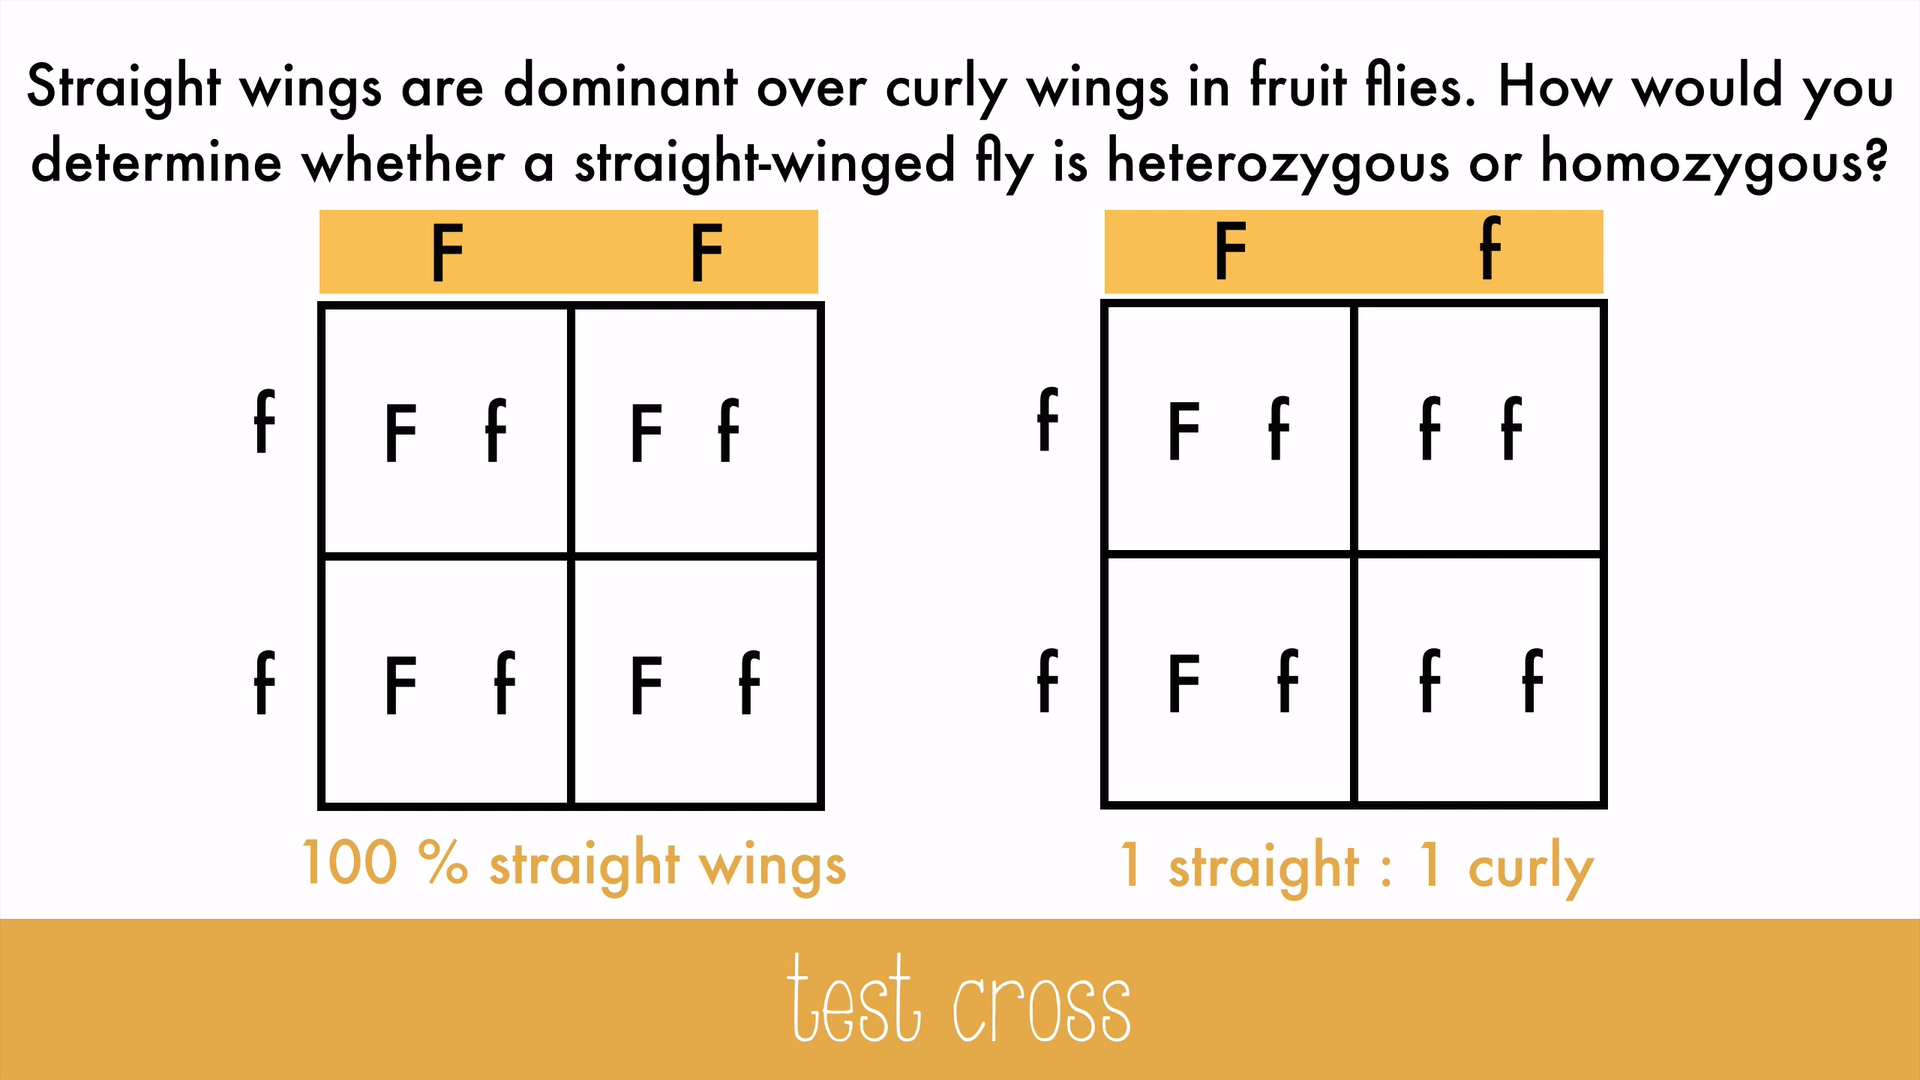 Straight wings are dominant over curly wings in fruit flies. How would you
determine whether a straight-winged fly is heterozygous or homozygous?
F F
f F f F f
f F f F f
100 % straight wings
F f
f F f f f
f F f f f
1 straight : 1 curly
test cross